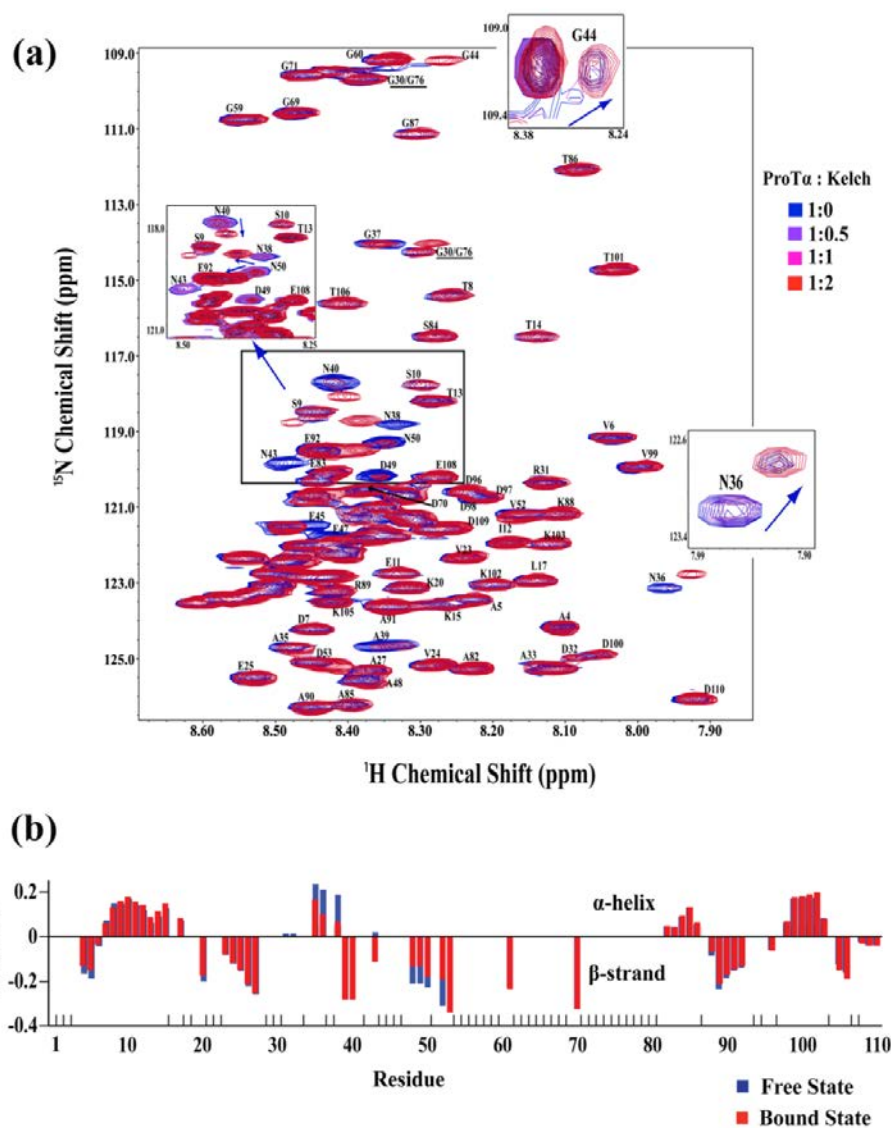 (a)
109.0
111.0
113.0
115.0
117.0
119.0
121.0
123.0
125.0
¹⁵N Chemical Shift (ppm)
8.60 8.50 8.40 8.30 8.20 8.10 8.00 7.90
¹H Chemical Shift (ppm)
G60
G44
G71
G30/G76
G59
G69
G87
T86
G37
G30/G76
T101
T8
T106
S84
T14
N40
S10
S9
T13
N38
E92
N50
N43
V6
E83
D49
E108
V99
R31
D96
D97
D98
D70
V52
K88
E45
E47
D109
I12
K103
V23
E11
K20
K102
L17
N36
R89
K105
A91
K15
A5
D7
A4
A35
A39
D53
V24
A82
A33
D32
D100
E25
A27
A48
A90
A85
D110
109.0
G44
109.4
8.38 8.24
118.0
N40
S10
S9
T13
N38
E92
N50
N43
D49
E108
121.0
8.50 8.25
122.6
N36
123.4
7.99 7.90
ProTα : Kelch
1:0
1:0.5
1:1
1:2
(b)
0.2
0
-0.2
-0.4
α-helix
β-strand
1 10 20 30 40 50 60 70 80 90 100 110
Residue
Free State
Bound State